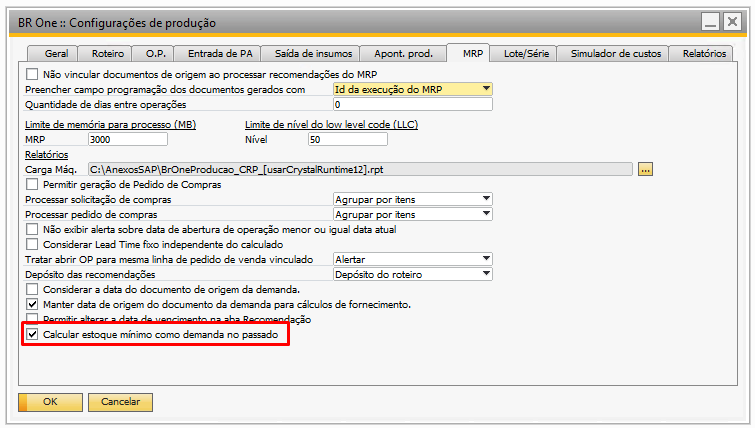 BR One :: Configurações de produção
Geral Roteiro O.P. Entrada de PA Saída de insumos Apont. prod. MRP Lote/Série Simulador de custos Relatórios
Não vincular documentos de origem ao processar recomendações do MRP
Preencher campo programação dos documentos gerados com Id da execução do MRP
Quantidade de dias entre operações 0
Limite de memória para processo (MB) Limite de nível do low level code (LLC)
MRP 3000 Nível 50
Relatórios
Carga Máq. C:\AnexosSAP\BrOneProducao_CRP_[usarCrystalRuntime12].rpt ...
Permitir geração de Pedido de Compras
Processar solicitação de compras Agrupar por itens
Processar pedido de compras Agrupar por itens
Não exibir alerta sobre data de abertura de operação menor ou igual data atual
Considerar Lead Time fixo independente do calculado
Tratar abrir OP para mesma linha de pedido de venda vinculado Alertar
Depósito das recomendações Depósito do roteiro
Considerar a data do documento de origem da demanda.
Manter data de origem do documento da demanda para cálculos de fornecimento.
Permitir alterar a data de vencimento na aba Recomendação
Calcular estoque mínimo como demanda no passado
OK Cancelar